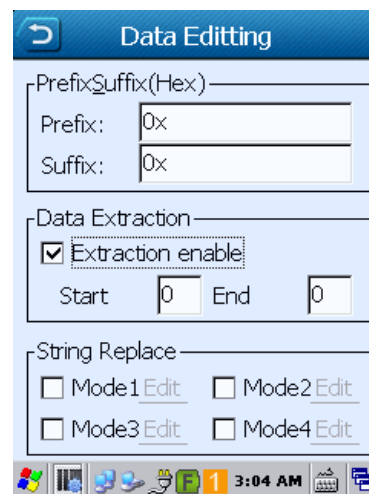 Data Editting
PrefixSuffix(Hex)
Prefix: 0x
Suffix: 0x
Data Extraction
Extraction enable
Start 0 End 0
String Replace
Mode1 Edit Mode2 Edit
Mode3 Edit Mode4 Edit
F 1 3:04 AM